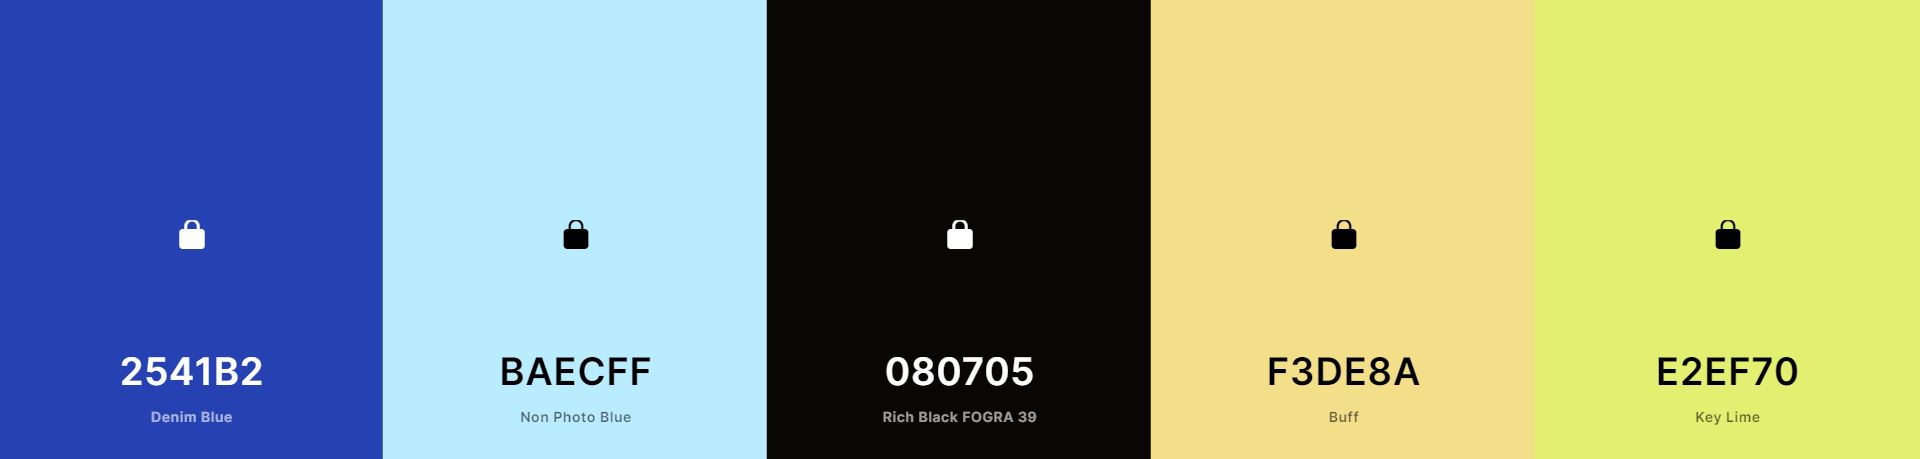 2541B2
Denim Blue
BAECFF
Non Photo Blue
080705
Rich Black FOGRA 39
F3DE8A
Buff
E2EF70
Key Lime